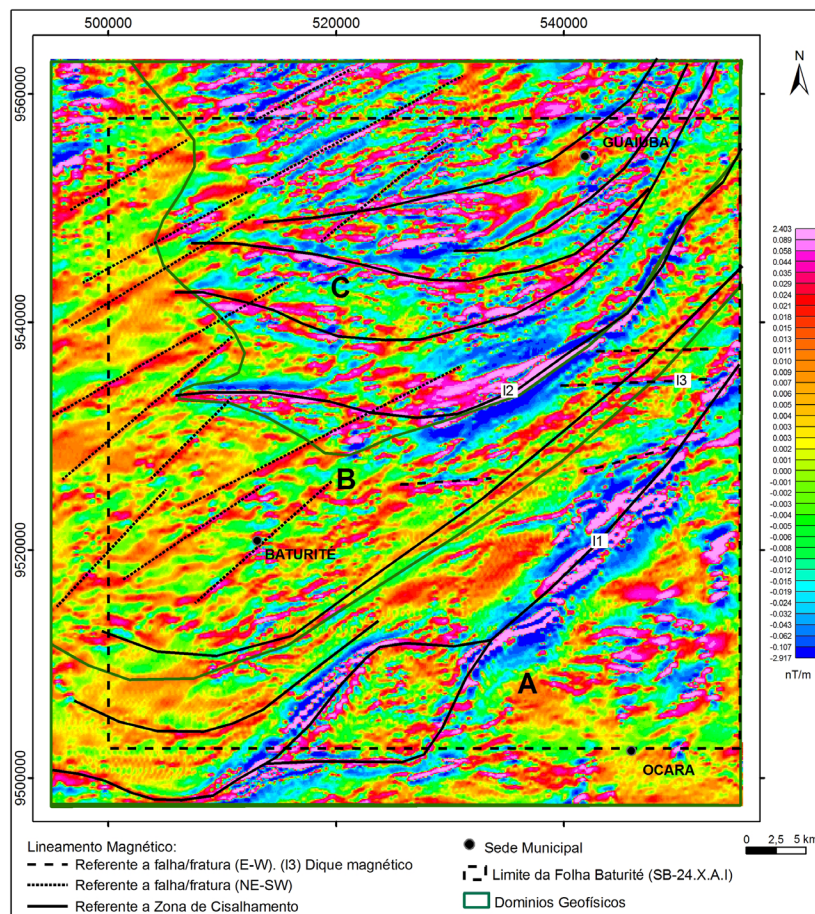 500000 520000 540000
N
9560000
GUAIUBA
9540000
C
I3
I2
B
9520000
BATURITÉ
I1
A
9500000
OCARA
2.403
0.089
0.058
0.044
0.035
0.029
0.024
0.021
0.018
0.015
0.013
0.011
0.010
0.009
0.007
0.006
0.005
0.004
0.003
0.002
0.001
0.000
-0.001
-0.002
-0.003
-0.004
-0.005
-0.006
-0.008
-0.010
-0.012
-0.015
-0.019
-0.024
-0.032
-0.043
-0.062
-0.107
-2.917
nT/m
Lineamento Magnético:
Referente a falha/fratura (E-W). (I3) Dique magnético
Referente a falha/fratura (NE-SW)
Referente a Zona de Cisalhamento
Sede Municipal
Limite da Folha Baturité (SB-24.X.A.I)
Dominios Geofísicos
0 2,5 5 km